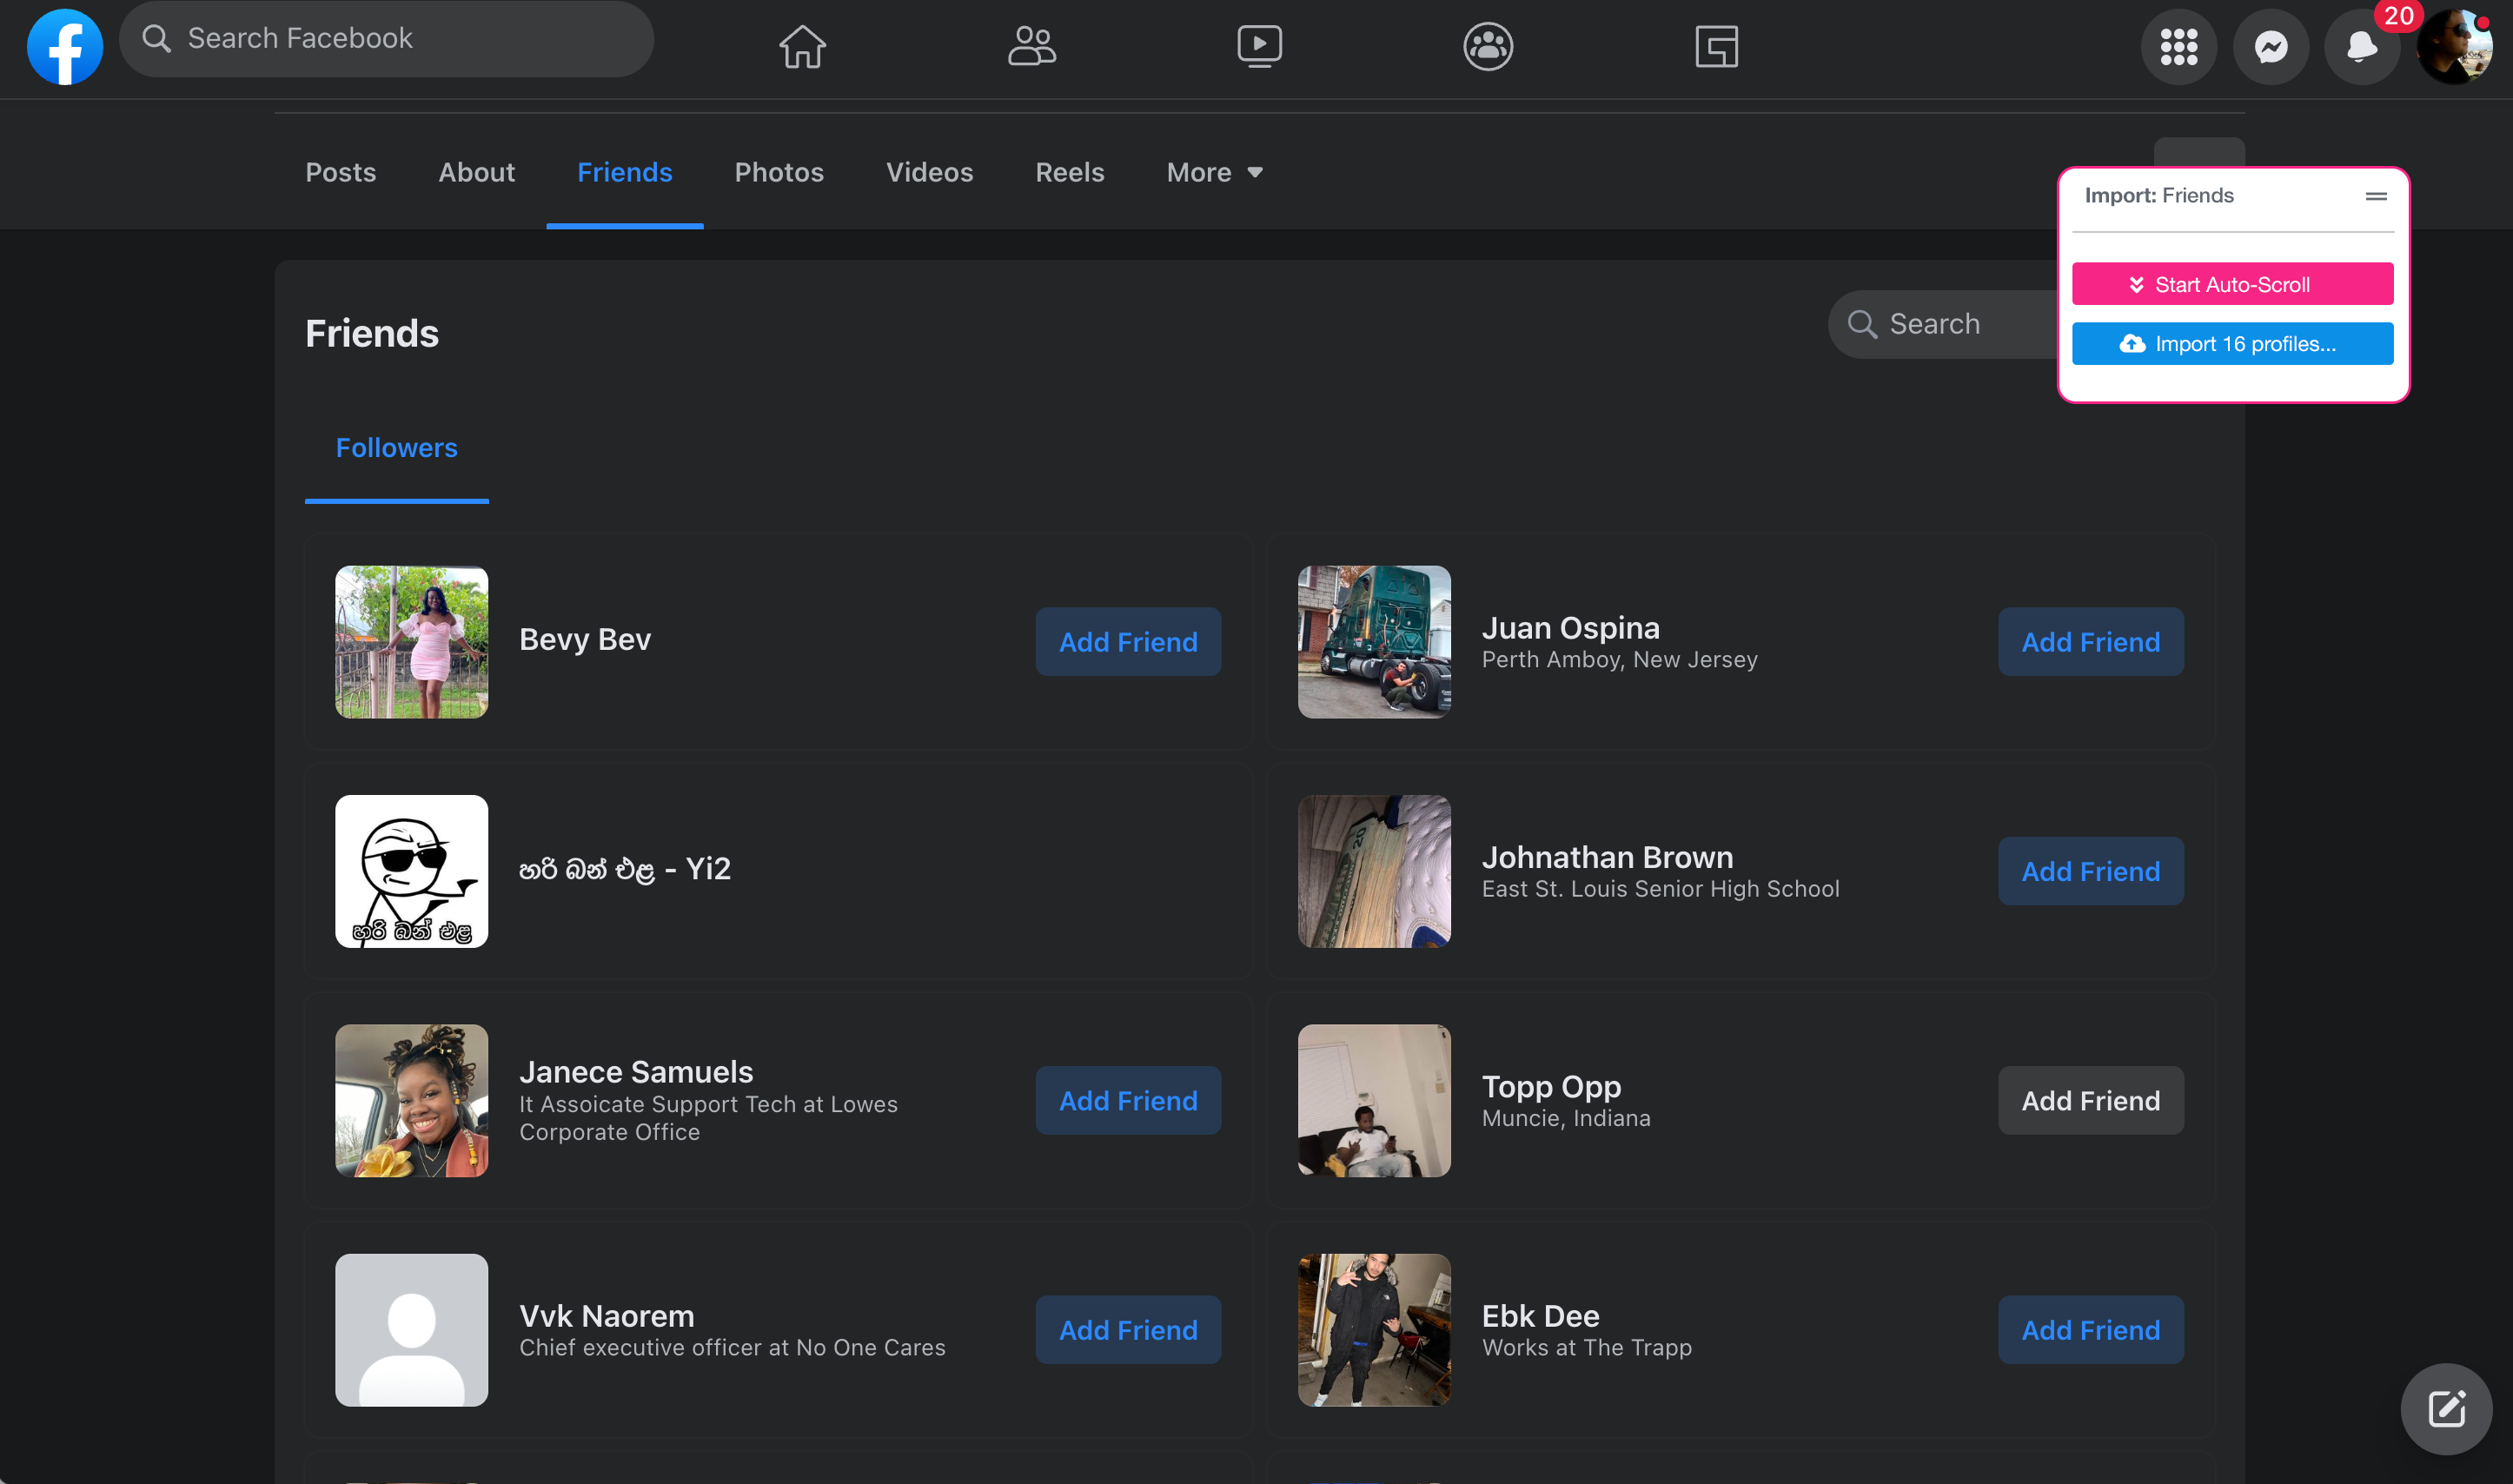 Search Facebook
20
Posts About Friends Photos Videos Reels More
Import: Friends
Start Auto-Scroll
Import 16 profiles...
Friends
Search
Followers
Bevy Bev
Add Friend
Juan Ospina
Perth Amboy, New Jersey
Add Friend
හරි බන් එළ - Yi2
හරි බන් එළ
Johnathan Brown
East St. Louis Senior High School
Add Friend
20
Janece Samuels
It Assoicate Support Tech at Lowes
Corporate Office
Add Friend
Topp Opp
Muncie, Indiana
Add Friend
Vvk Naorem
Chief executive officer at No One Cares
Add Friend
Ebk Dee
Works at The Trapp
Add Friend